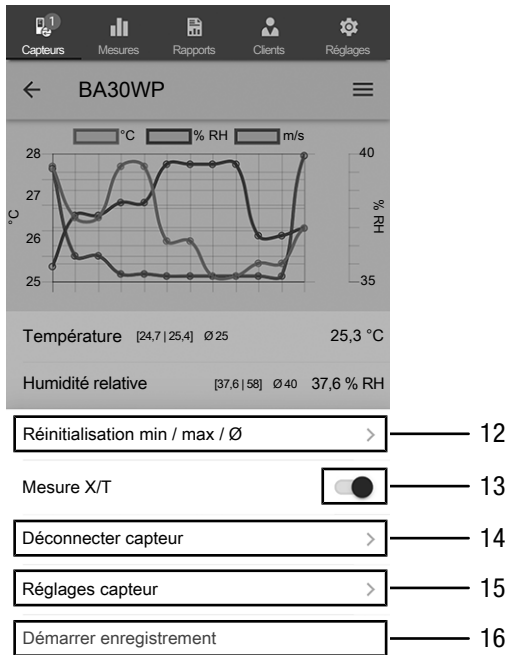 1
Capteurs Mesures Rapports Clients Réglages
BA30WP
°C % RH m/s
28 40
27
°C % RH
26
25 35
Température [24,7 | 25,4] Ø 25 25,3 °C
Humidité relative [37,6 | 58] Ø 40 37,6 % RH
Réinitialisation min / max / Ø 12
Mesure X/T 13
Déconnecter capteur 14
Réglages capteur 15
Démarrer enregistrement 16